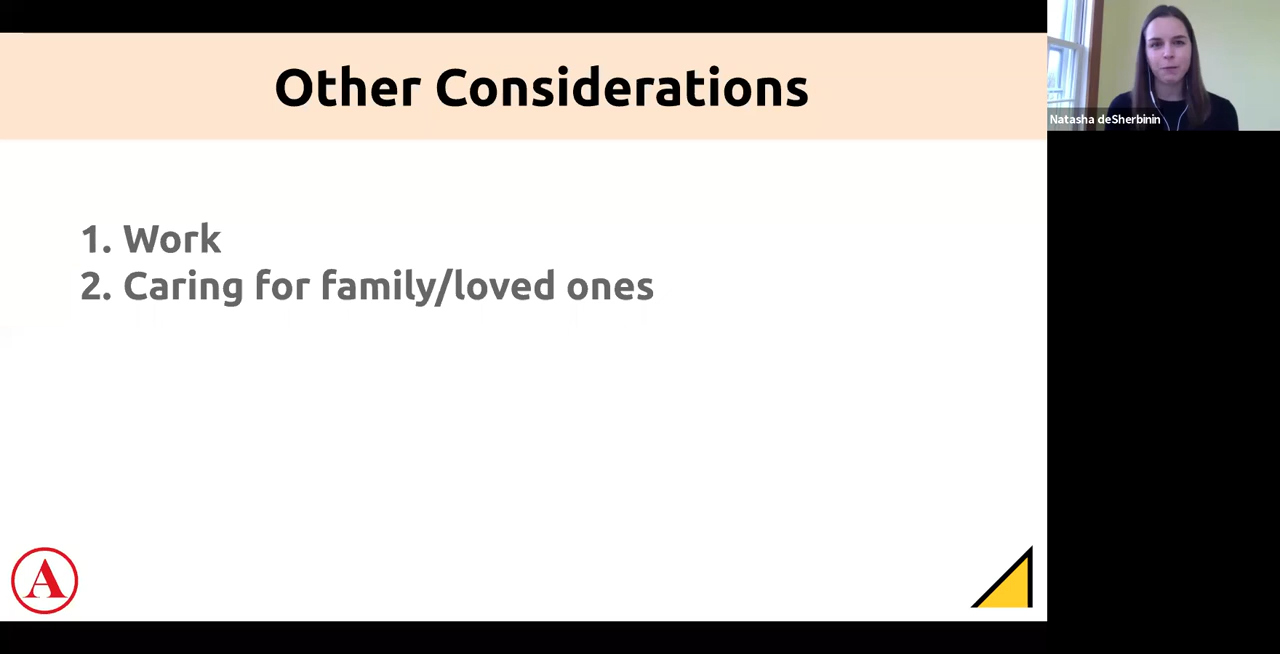 Other Considerations
Natasha deSherbinin
1. Work
2. Caring for family/loved ones
A